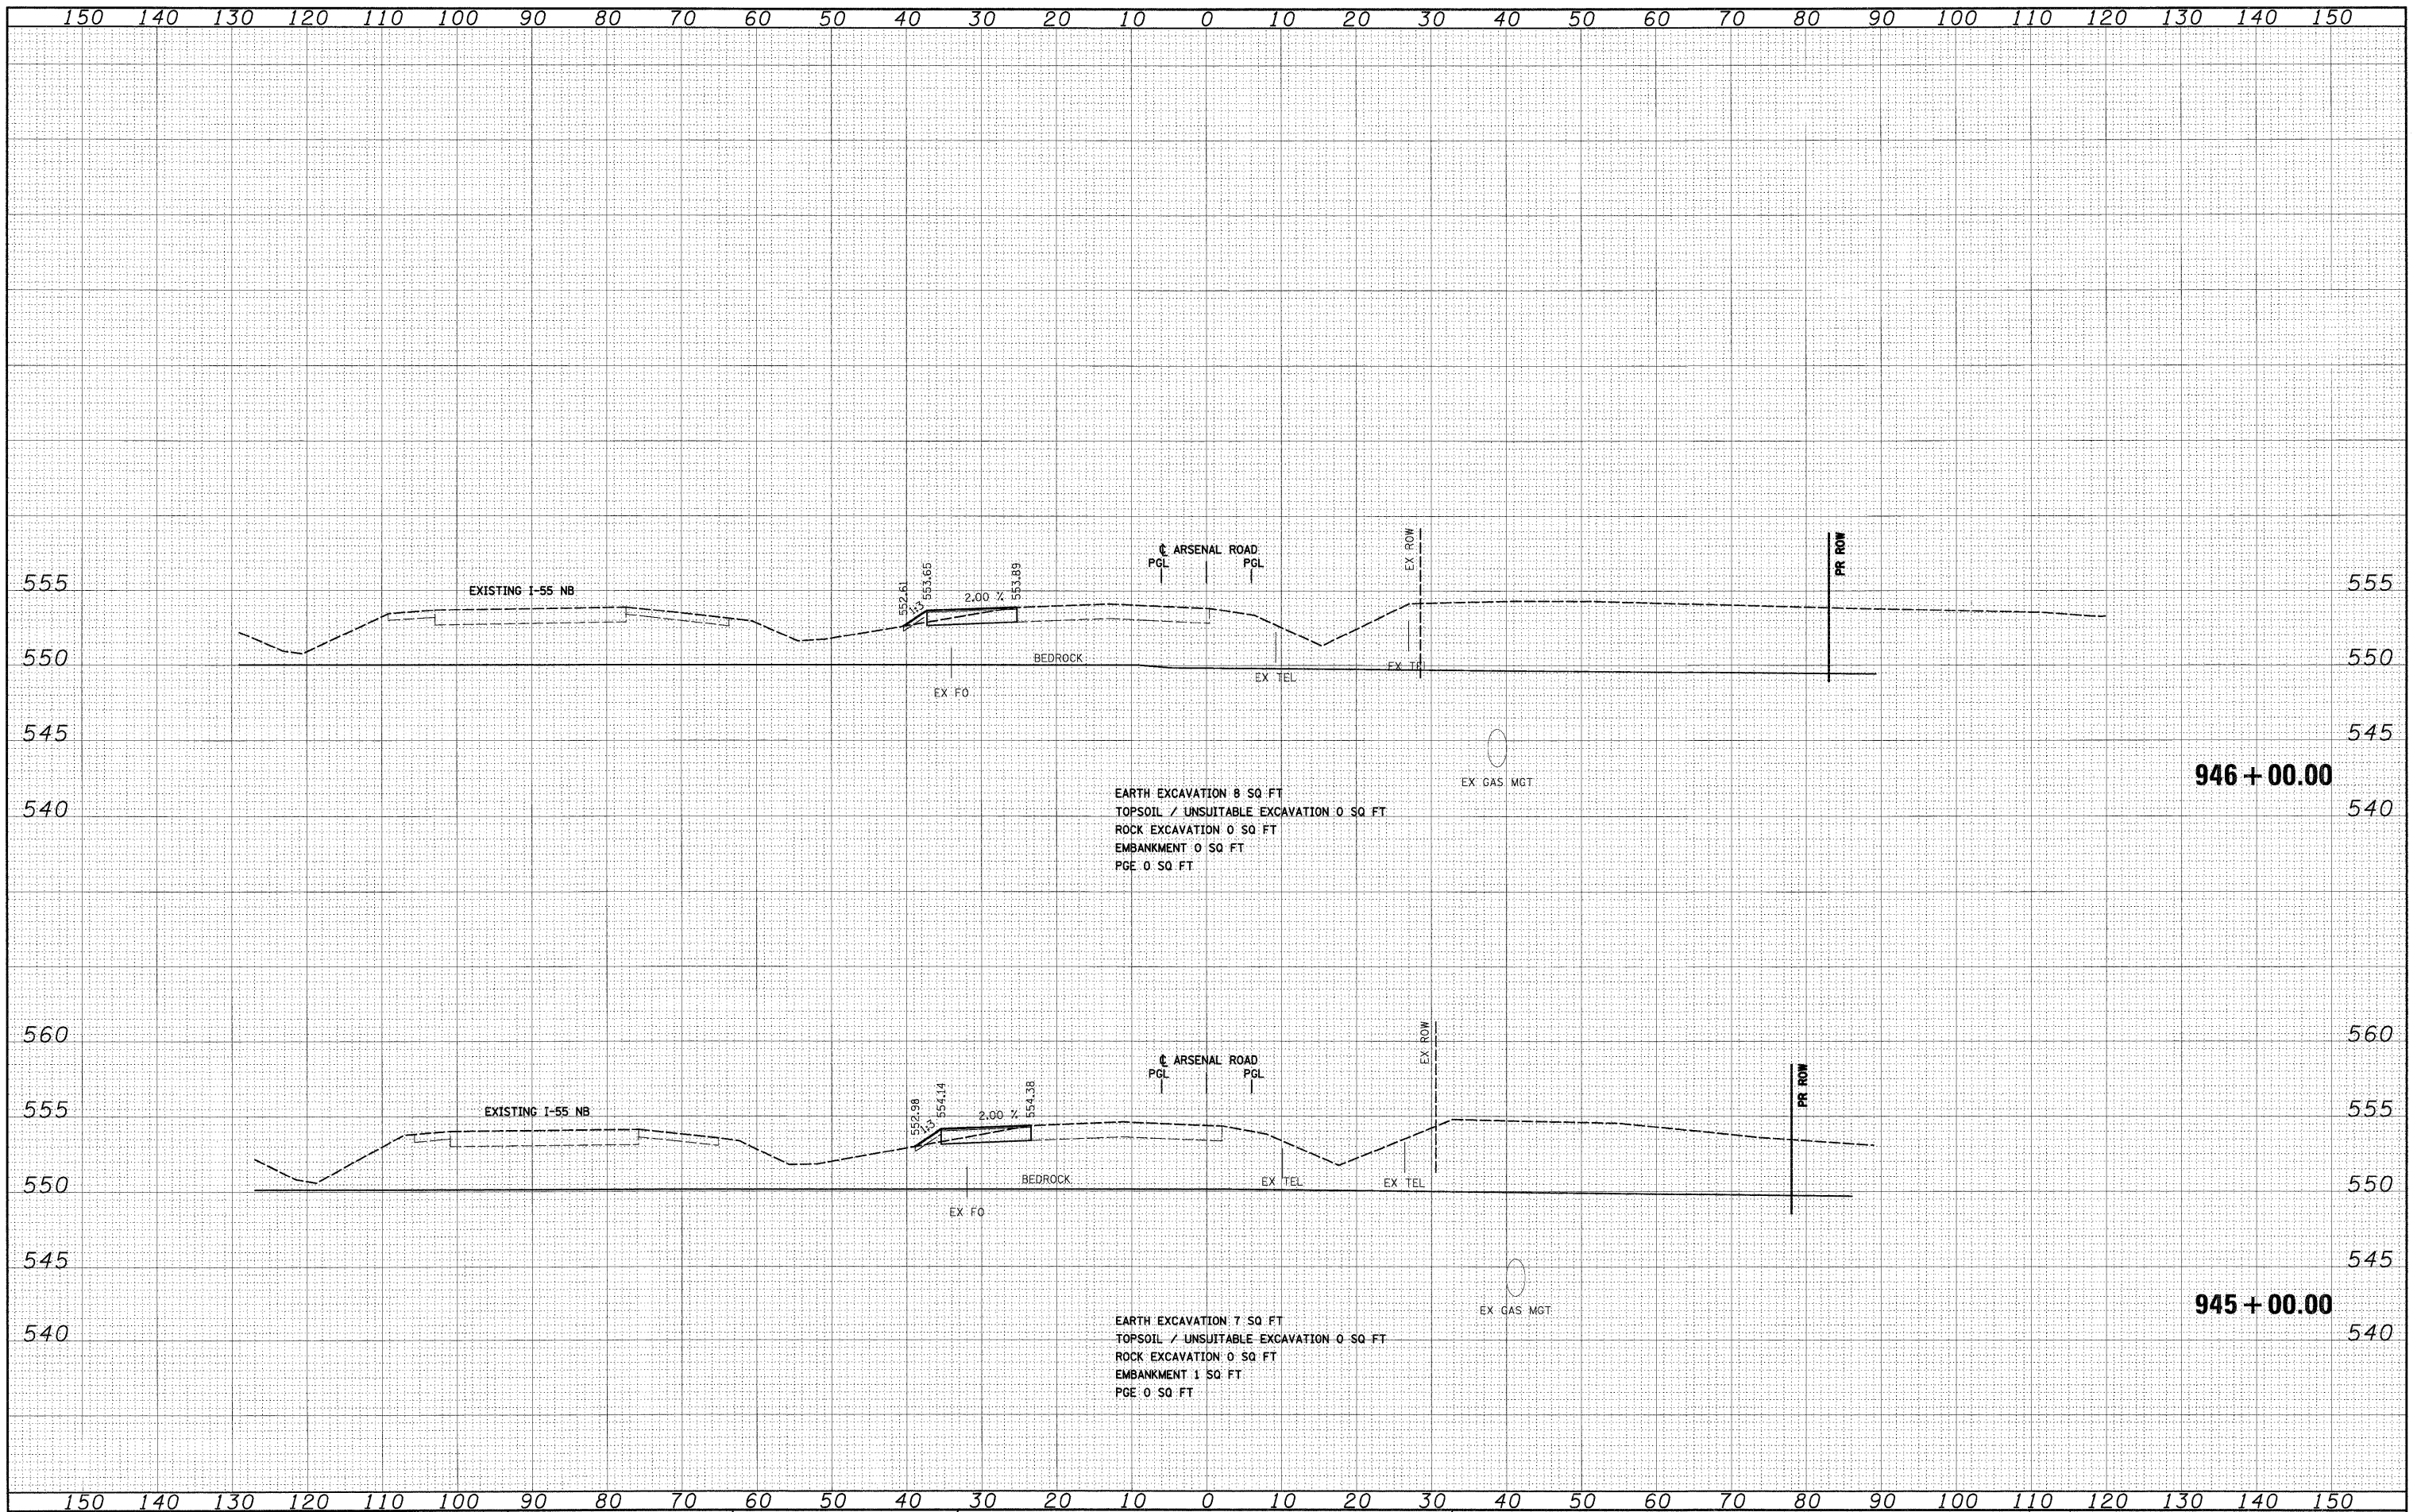 150 140 130 120 110 100 90 80 70 60 50 40 30 20 10 0 10 20 30 40 50 60 70 80 90 100 110 120 130 140 150
EX ROW
PR ROW
℄ ARSENAL ROAD
PGL PGL
555 555
EXISTING I-55 NB
552.61
553.65
553.89
1:3
2.00 %
550 550
BEDROCK
EX FO
EX TEL
EX TEL
545 545
EX GAS MGT
946+00.00
540 540
EARTH EXCAVATION 8 SQ FT
TOPSOIL / UNSUITABLE EXCAVATION 0 SQ FT
ROCK EXCAVATION 0 SQ FT
EMBANKMENT 0 SQ FT
PGE 0 SQ FT
560 560
EX ROW
℄ ARSENAL ROAD
PGL PGL
PR ROW
555 555
EXISTING I-55 NB
552.98
554.14
554.38
1:3
2.00 %
550 550
BEDROCK
EX FO
EX TEL
EX TEL
545 545
EX GAS MGT
945+00.00
540 540
EARTH EXCAVATION 7 SQ FT
TOPSOIL / UNSUITABLE EXCAVATION 0 SQ FT
ROCK EXCAVATION 0 SQ FT
EMBANKMENT 1 SQ FT
PGE 0 SQ FT
150 140 130 120 110 100 90 80 70 60 50 40 30 20 10 0 10 20 30 40 50 60 70 80 90 100 110 120 130 140 150